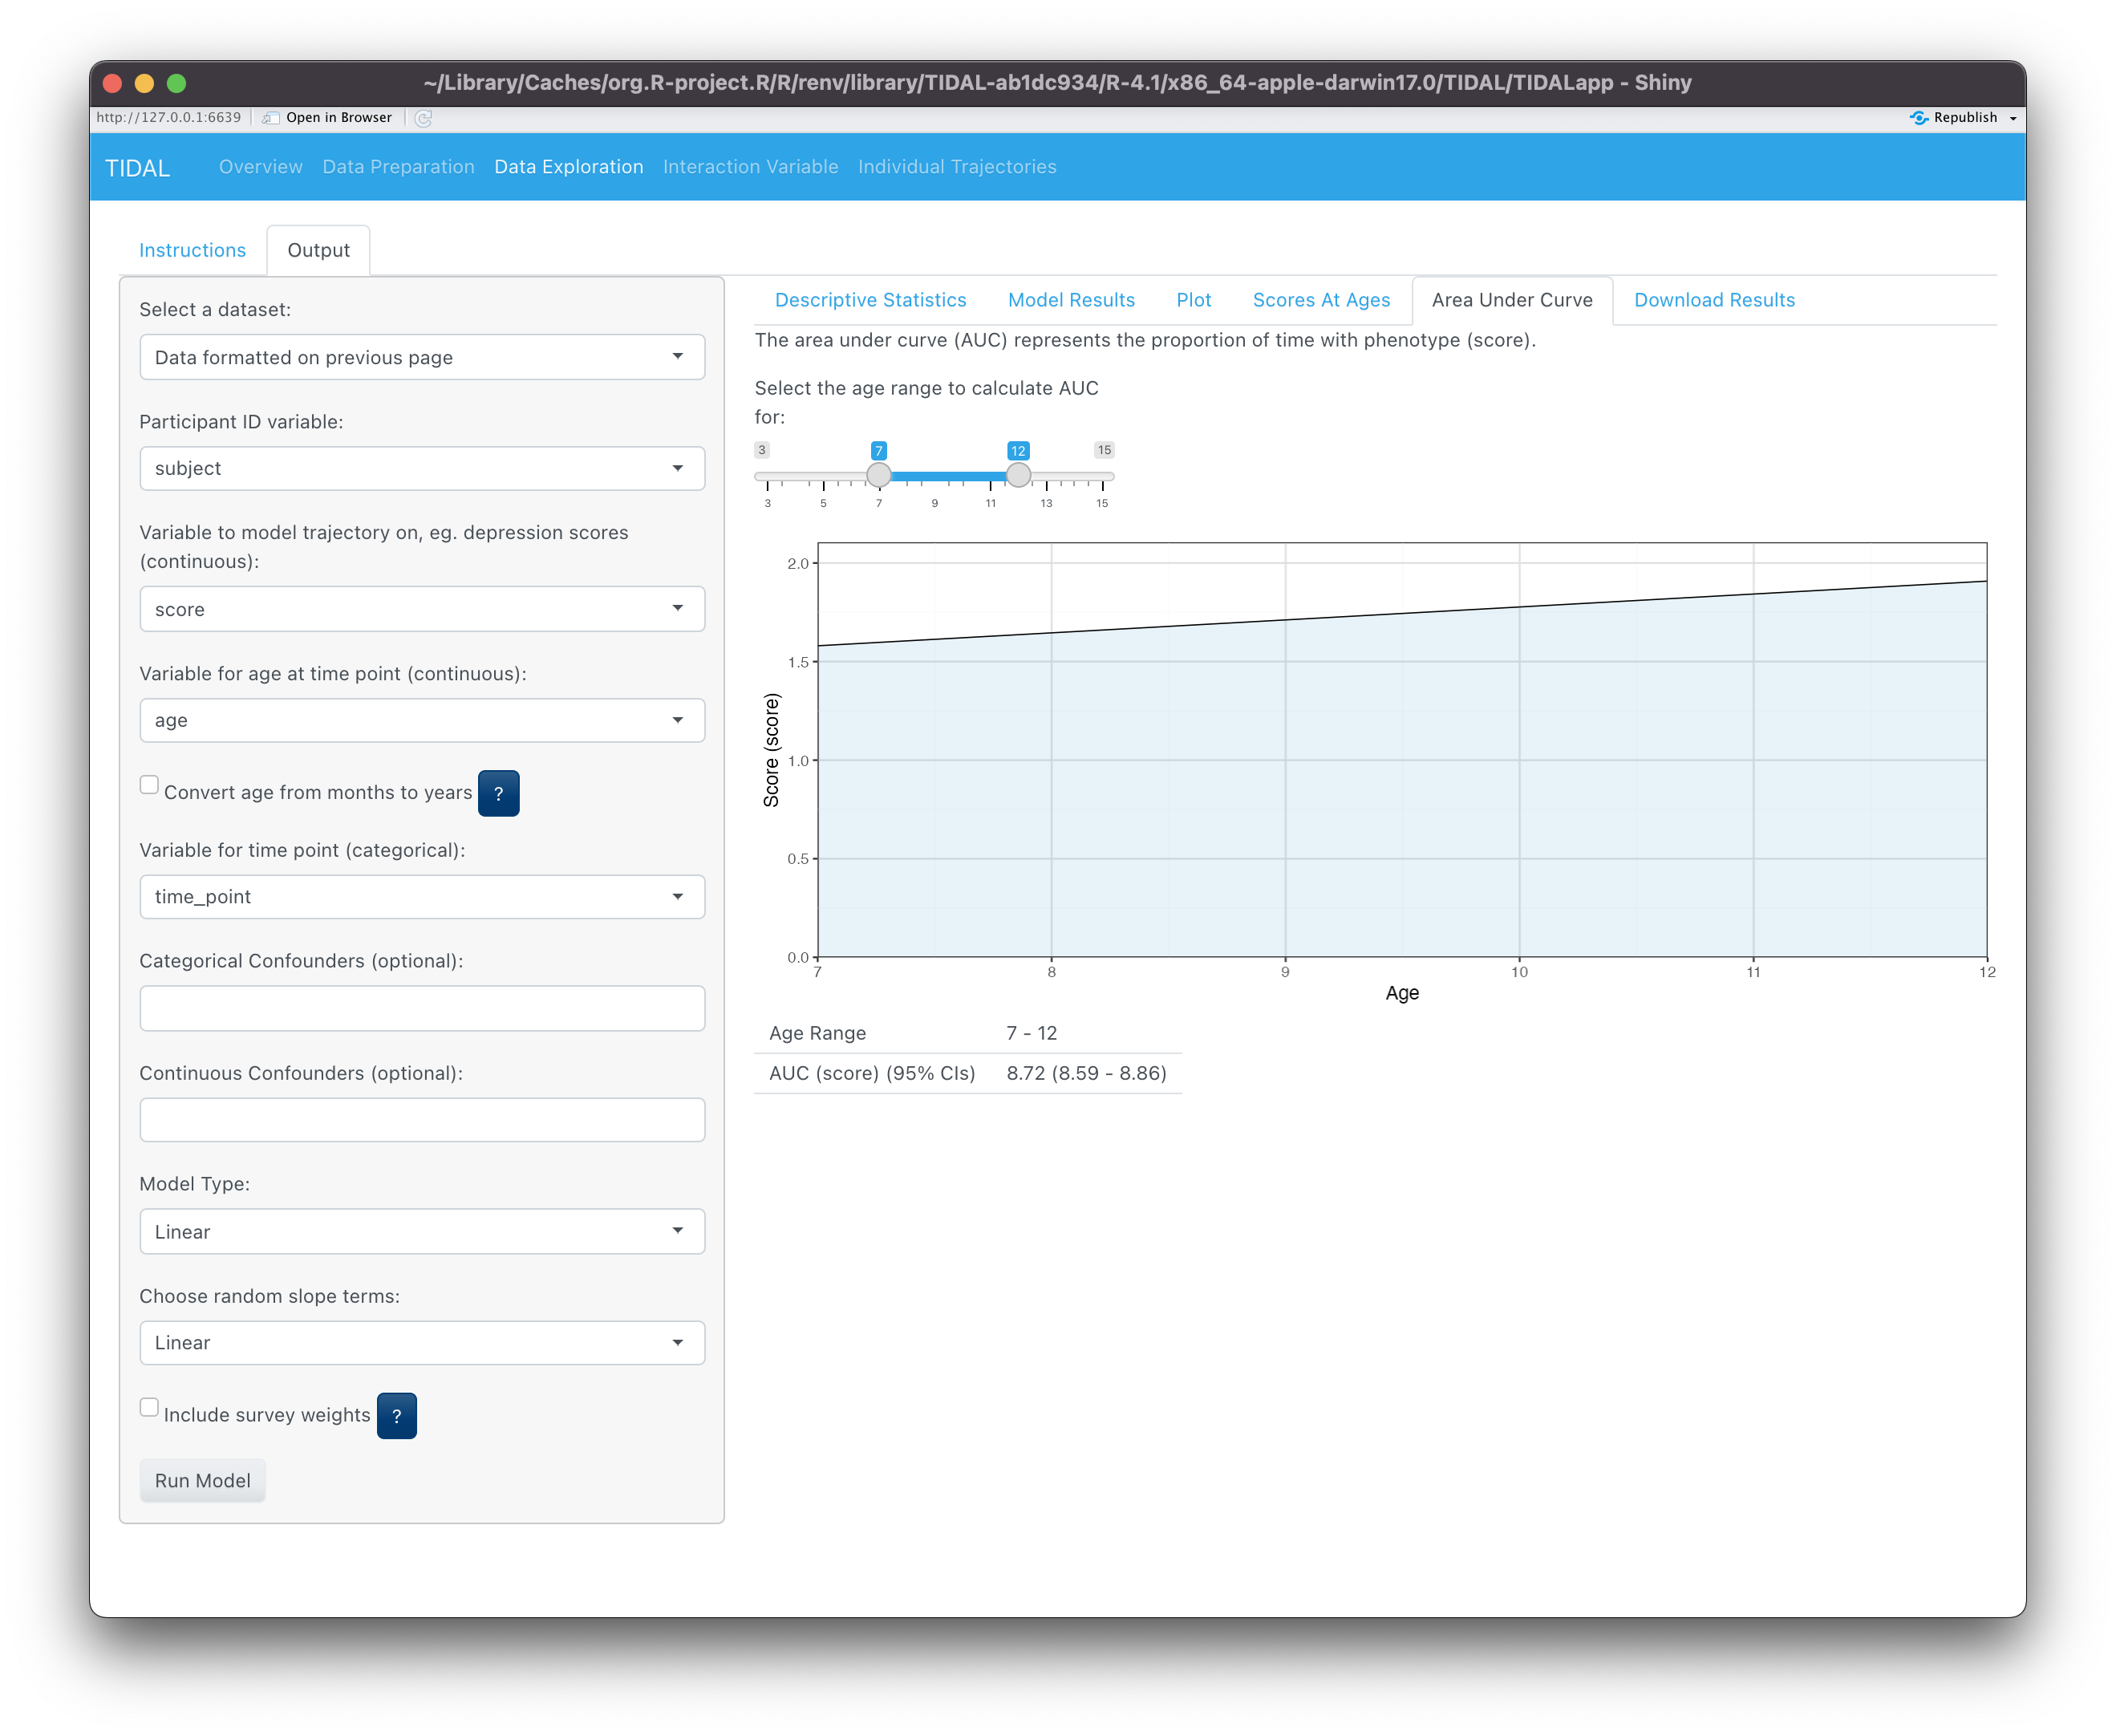 ~/Library/Caches/org.R-project.R/R/renv/library/TIDAL-ab1dc934/R-4.1/x86_64-apple-darwin17.0/TIDAL/TIDALapp - Shiny
http://127.0.0.1:6639 Open in Browser Republish
TIDAL Overview Data Preparation Data Exploration Interaction Variable Individual Trajectories
Instructions Output
Select a dataset:
Data formatted on previous page
Participant ID variable:
subject
Variable to model trajectory on, eg. depression scores
(continuous):
score
Variable for age at time point (continuous):
age
Convert age from months to years ?
Variable for time point (categorical):
time_point
Categorical Confounders (optional):
Continuous Confounders (optional):
Model Type:
Linear
Choose random slope terms:
Linear
Include survey weights ?
Run Model
Descriptive Statistics Model Results Plot Scores At Ages Area Under Curve Download Results
The area under curve (AUC) represents the proportion of time with phenotype (score).
Select the age range to calculate AUC
for:
3 7 12 15
3 5 7 9 11 13 15
2.0
1.5
1.0
0.5
0.0
Score (score)
7 8 9 10 11 12
Age
Age Range 7 - 12
AUC (score) (95% CIs) 8.72 (8.59 - 8.86)